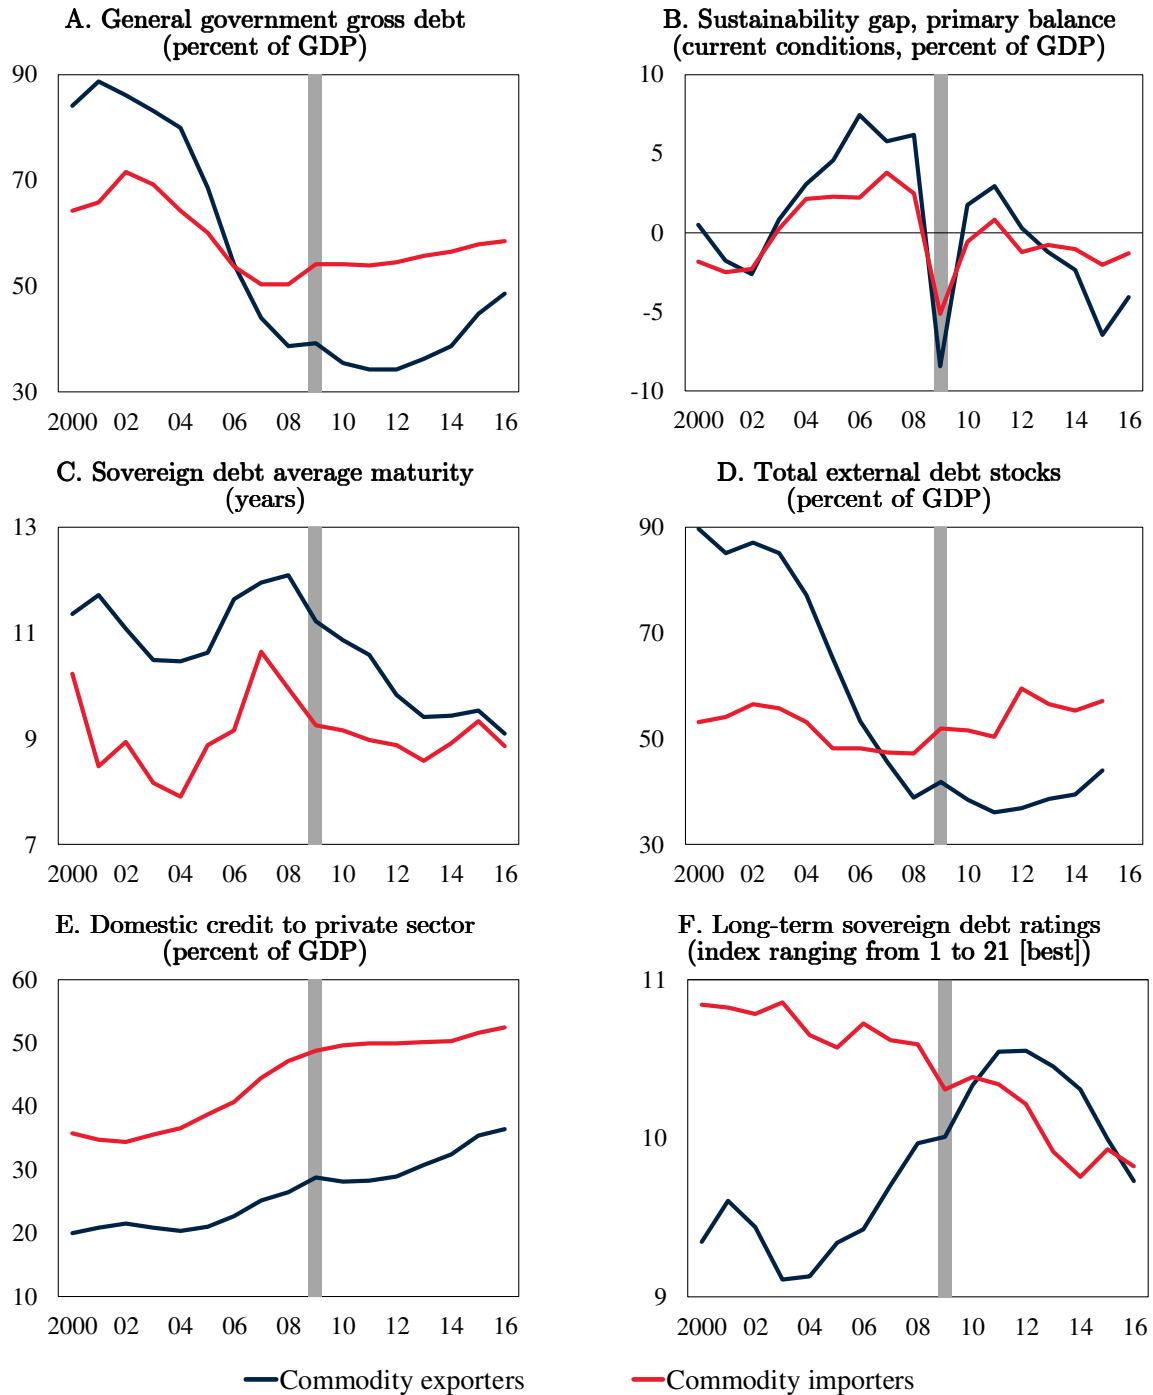 A. General government gross debt
(percent of GDP)
90
70
50
30
2000 02 04 06 08 10 12 14 16
B. Sustainability gap, primary balance
(current conditions, percent of GDP)
10
5
0
-5
-10
2000 02 04 06 08 10 12 14 16
C. Sovereign debt average maturity
(years)
13
11
9
7
2000 02 04 06 08 10 12 14 16
D. Total external debt stocks
(percent of GDP)
90
70
50
30
2000 02 04 06 08 10 12 14 16
E. Domestic credit to private sector
(percent of GDP)
60
50
40
30
20
10
2000 02 04 06 08 10 12 14 16
F. Long-term sovereign debt ratings
(index ranging from 1 to 21 [best])
11
10
9
2000 02 04 06 08 10 12 14 16
Commodity exporters
Commodity importers